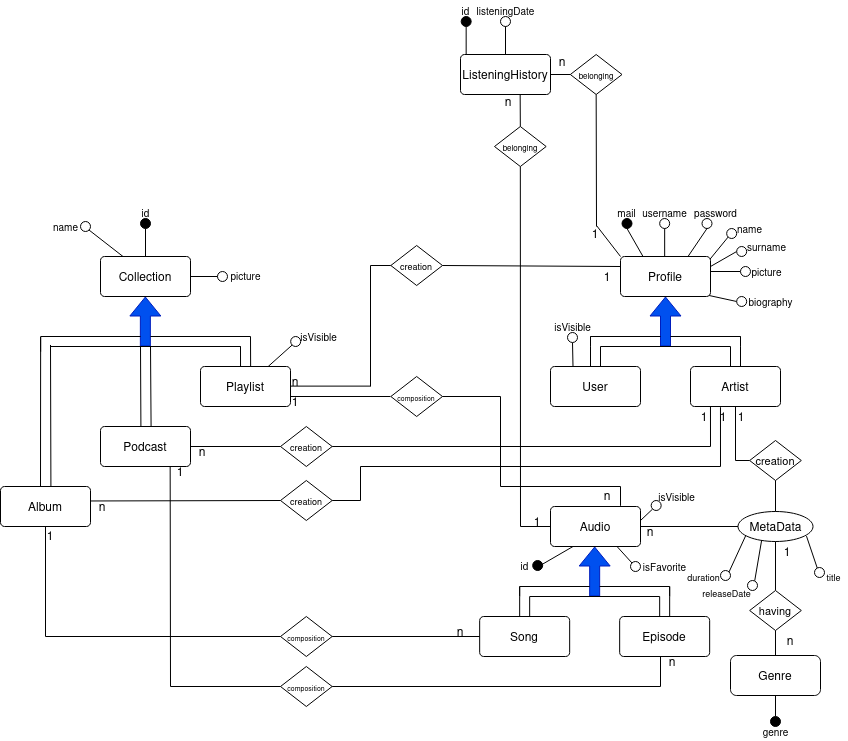 id listeningDate
ListeningHistory
n
belonging
n
belonging
1
id
name
Collection
picture
mail username password
name
surname
picture
biography
Profile
1
creation
isVisible
Playlist
n
1
composition
isVisible
User
Artist
1 1 1
Podcast
n
creation
1
creation
Album
n
creation
1
n
isVisible
Audio
1
n
id
isFavorite
MetaData
1
duration
releaseDate
title
having
n
Genre
genre
composition
n
Song
Episode
n
composition